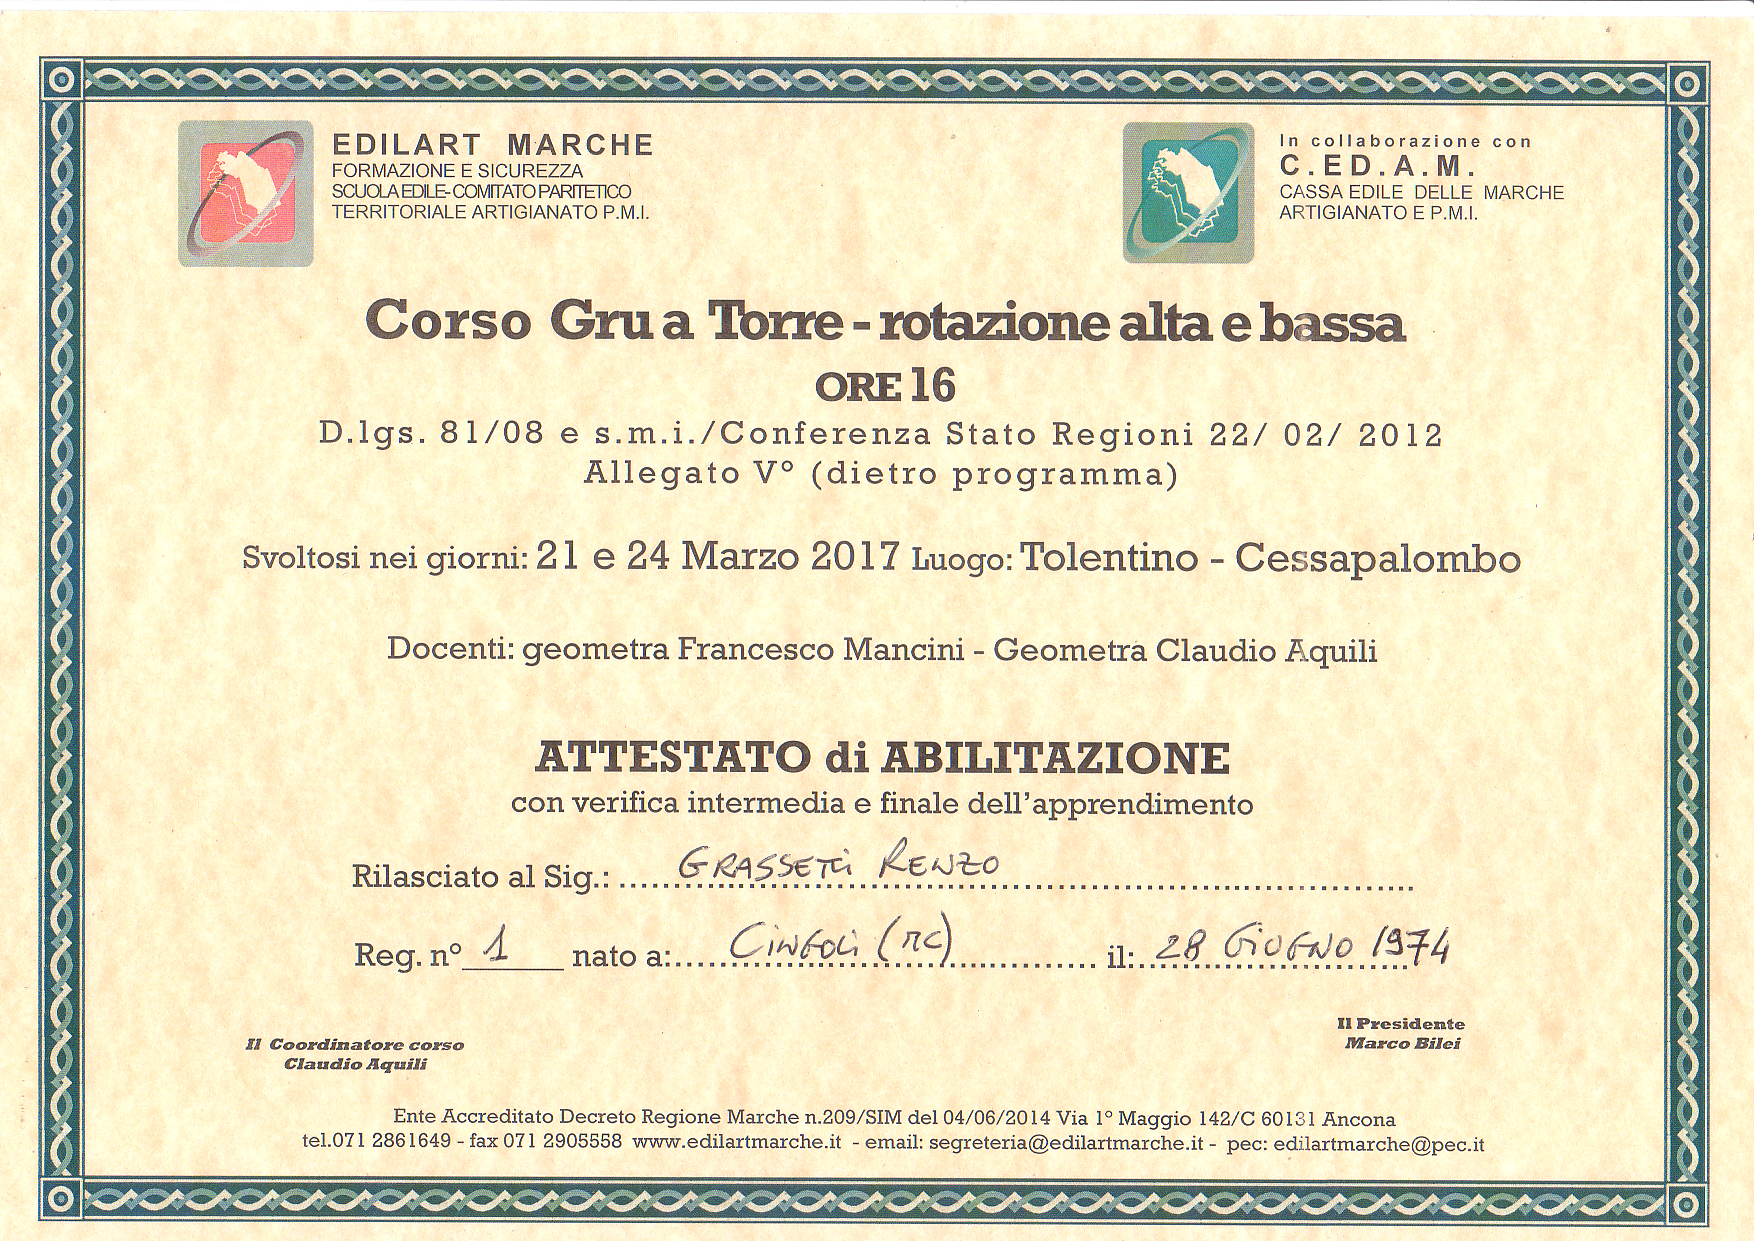 EDILART MARCHE
FORMAZIONE E SICUREZZA
SCUOLA EDILE-COMITATO PARITETICO
TERRITORIALE ARTIGIANATO P.M.I.
In collaborazione con
C.E.D.A.M.
CASSA EDILE DELLE MARCHE
ARTIGIANATO E P.M.I.
Corso Gru a Torre - rotazione alta e bassa
ORE 16
D.lgs. 81/08 e s.m.i./Conferenza Stato Regioni 22/ 02/ 2012
Allegato V° (dietro programma)
Svoltosi nei giorni: 21 e 24 Marzo 2017 Luogo: Tolentino - Cessapalombo
Docenti: geometra Francesco Mancini - Geometra Claudio Aquili
ATTESTATO di ABILITAZIONE
con verifica intermedia e finale dell'apprendimento
Rilasciato al Sig.: GRASSETTI RENZO
Reg. n° 1 nato a: CINGOLI (MC) il: 28 GIUGNO 1974
Il Coordinatore corso
Claudio Aquili
Il Presidente
Marco Bilei
Ente Accreditato Decreto Regione Marche n.209/SIM del 04/06/2014 Via 1° Maggio 142/C 60131 Ancona
tel.071 2861649 - fax 071 2905558 www.edilartmarche.it - email: segreteria@edilartmarche.it - pec: edilartmarche@pec.it